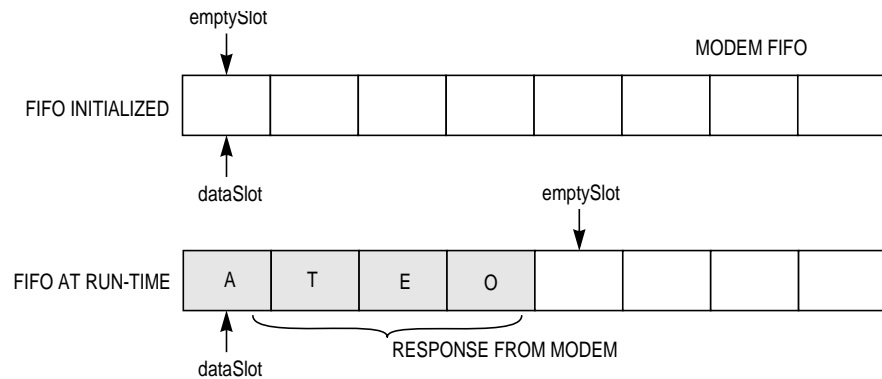 emptySlot
MODEM FIFO
FIFO INITIALIZED
dataSlot
emptySlot
FIFO AT RUN-TIME
A T E O
RESPONSE FROM MODEM
dataSlot